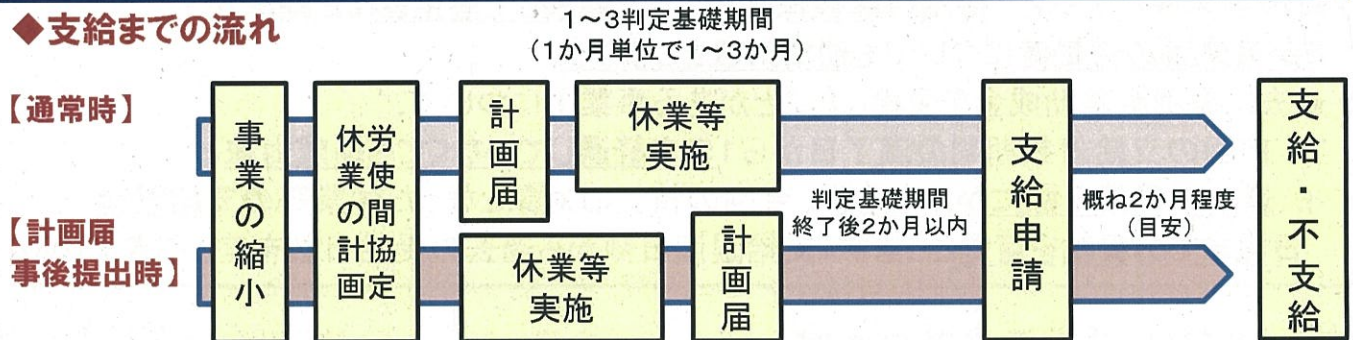 ◆支給までの流れ
1～3判定基礎期間
（1か月単位で1～3か月）
【通常時】
【計画届
事後提出時】
事業の縮小
労使間協定
休業の計画
計画届
休業等
実施
休業等
実施
計画届
判定基礎期間
終了後2か月以内
支給申請
概ね2か月程度
（目安）
支給・不支給